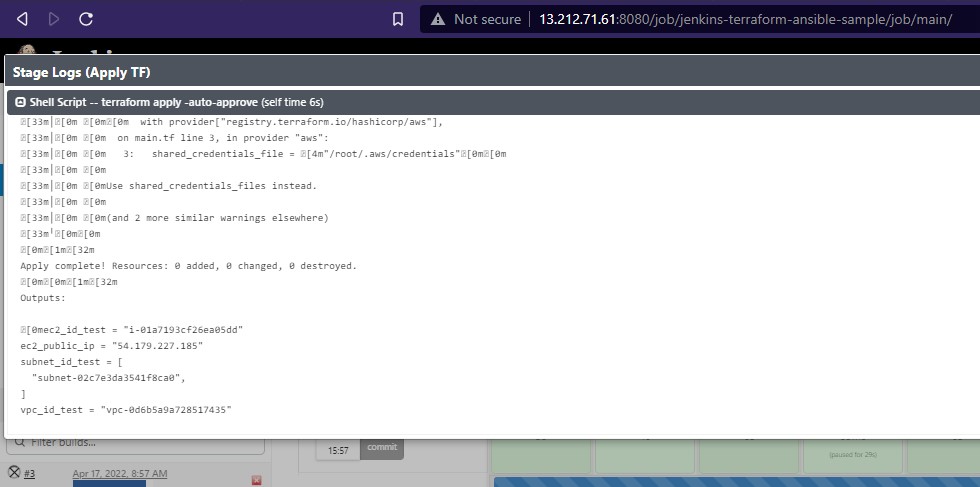 Not secure 13.212.71.61:8080/job/jenkins-terraform-ansible-sample/job/main/
Stage Logs (Apply TF)
Shell Script -- terraform apply -auto-approve (self time 6s)
[33m│[0m [0m[0m  with provider["registry.terraform.io/hashicorp/aws"],
[33m│[0m [0m  on main.tf line 3, in provider "aws":
[33m│[0m [0m   3:   shared_credentials_file = [4m"/root/.aws/credentials"[0m[0m
[33m│[0m [0m
[33m│[0m [0mUse shared_credentials_files instead.
[33m│[0m [0m
[33m│[0m [0m(and 2 more similar warnings elsewhere)
[33m╵[0m[0m
[0m[1m[32m
Apply complete! Resources: 0 added, 0 changed, 0 destroyed.
[0m[0m[1m[32m
Outputs:
[0mec2_id_test = "i-01a7193cf26ea05dd"
ec2_public_ip = "54.179.227.185"
subnet_id_test = [
"subnet-02c7e3da3541f8ca0",
]
vpc_id_test = "vpc-0d6b5a9a728517435"
Filter builds...
15:57 commit
(paused for 29s)
#3 Apr 17, 2022, 8:57 AM